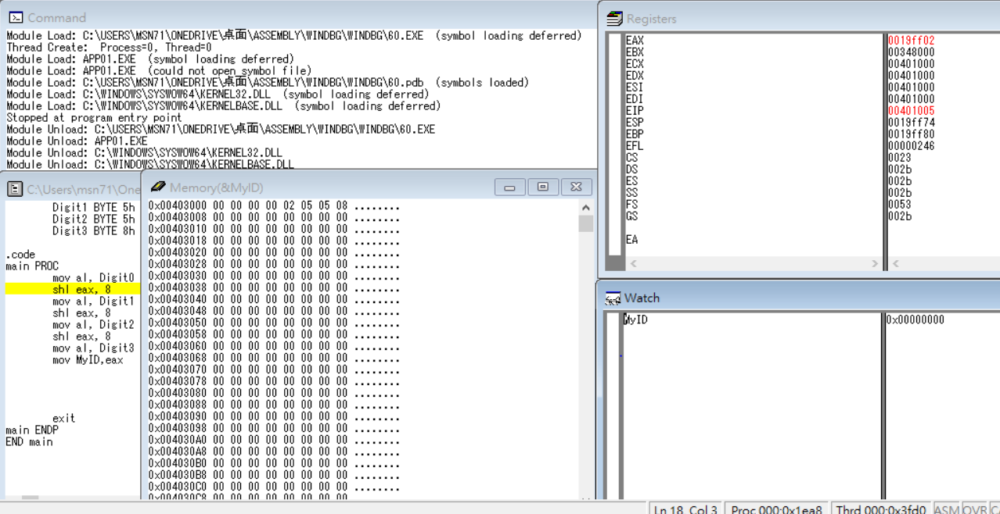 Command
Module Load: C:\USERS\MSN71\ONEDRIVE\桌面\ASSEMBLY\WINDBG\WINDBG\60.EXE (symbol loading deferred)
Thread Create: Process=0, Thread=0
Module Load: APP01.EXE (symbol loading deferred)
Module Load: APP01.EXE (could not open symbol file)
Module Load: C:\USERS\MSN71\ONEDRIVE\桌面\ASSEMBLY\WINDBG\WINDBG\60.pdb (symbols loaded)
Module Load: C:\WINDOWS\SYSWOW64\KERNEL32.DLL (symbol loading deferred)
Module Load: C:\WINDOWS\SYSWOW64\KERNELBASE.DLL (symbol loading deferred)
Stopped at program entry point
Module Unload: C:\USERS\MSN71\ONEDRIVE\桌面\ASSEMBLY\WINDBG\WINDBG\60.EXE
Module Unload: APP01.EXE
Module Unload: C:\WINDOWS\SYSWOW64\KERNEL32.DLL
Module Unload: C:\WINDOWS\SYSWOW64\KERNELBASE.DLL
C:\Users\msn71\One
Digit1 BYTE 5h
Digit2 BYTE 5h
Digit3 BYTE 8h
.code
main PROC
mov al, Digit0
shl eax, 8
mov al, Digit1
shl eax, 8
mov al, Digit2
shl eax, 8
mov al, Digit3
mov MyID,eax
exit
main ENDP
END main
Memory(&MyID)
0x00403000 00 00 00 00 02 05 05 08 ........
0x00403008 00 00 00 00 00 00 00 00 ........
0x00403010 00 00 00 00 00 00 00 00 ........
0x00403018 00 00 00 00 00 00 00 00 ........
0x00403020 00 00 00 00 00 00 00 00 ........
0x00403028 00 00 00 00 00 00 00 00 ........
0x00403030 00 00 00 00 00 00 00 00 ........
0x00403038 00 00 00 00 00 00 00 00 ........
0x00403040 00 00 00 00 00 00 00 00 ........
0x00403048 00 00 00 00 00 00 00 00 ........
0x00403050 00 00 00 00 00 00 00 00 ........
0x00403058 00 00 00 00 00 00 00 00 ........
0x00403060 00 00 00 00 00 00 00 00 ........
0x00403068 00 00 00 00 00 00 00 00 ........
0x00403070 00 00 00 00 00 00 00 00 ........
0x00403078 00 00 00 00 00 00 00 00 ........
0x00403080 00 00 00 00 00 00 00 00 ........
0x00403088 00 00 00 00 00 00 00 00 ........
0x00403090 00 00 00 00 00 00 00 00 ........
0x00403098 00 00 00 00 00 00 00 00 ........
0x004030A0 00 00 00 00 00 00 00 00 ........
0x004030A8 00 00 00 00 00 00 00 00 ........
0x004030B0 00 00 00 00 00 00 00 00 ........
0x004030B8 00 00 00 00 00 00 00 00 ........
0x004030C0 00 00 00 00 00 00 00 00 ........
0x004030C8 00 00 00 00 00 00 00 00
Registers
EAX 0019ff02
EBX 00348000
ECX 00401000
EDX 00401000
ESI 00401000
EDI 00401000
EIP 00401005
ESP 0019ff74
EBP 0019ff80
EFL 00000246
CS 0023
DS 002b
ES 002b
SS 002b
FS 0053
GS 002b
EA
Watch
MyID 0x00000000
Ln 18, Col 3 Proc 000:0x1ea8 Thrd 000:0x3fd0 ASM OVR